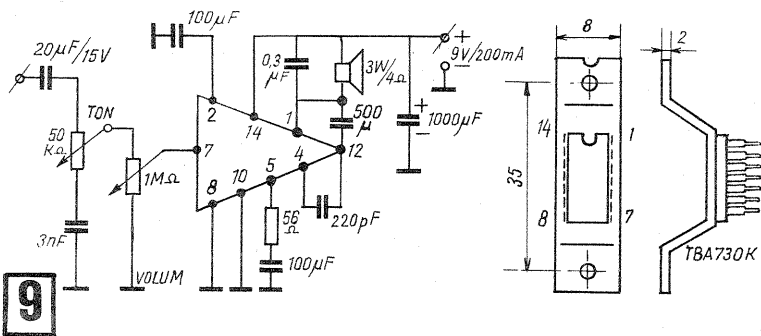 20µF/15V
100µF
0,3 µF
3W/4Ω
+
9V/200mA
−
50 KΩ
TON
1MΩ
VOLUM
3nF
2
14
1
7
12
8
10
5
4
500 µ
+
1000µF
−
56 Ω
220pF
100µF
9
8
2
35
14
1
8
7
TBA730K